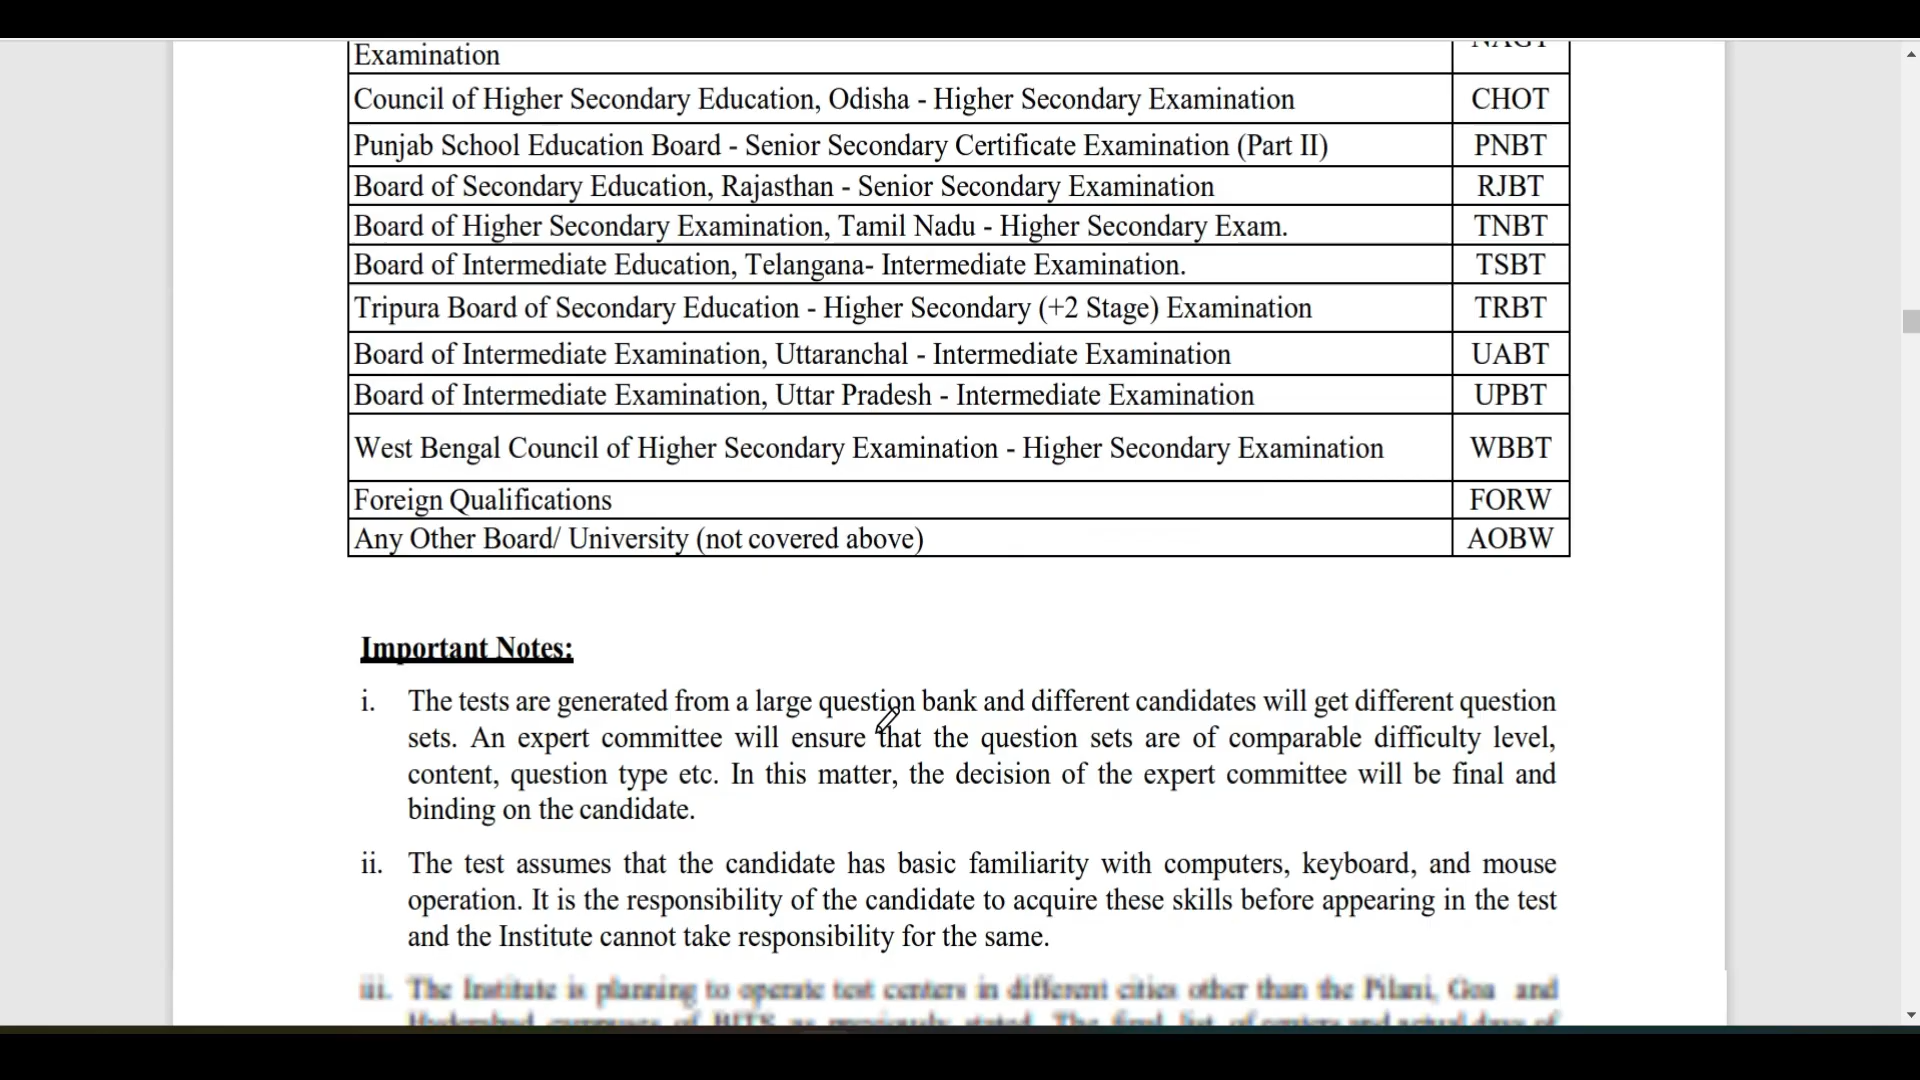 Examination
Council of Higher Secondary Education, Odisha - Higher Secondary Examination CHOT
Punjab School Education Board - Senior Secondary Certificate Examination (Part II) PNBT
Board of Secondary Education, Rajasthan - Senior Secondary Examination RJBT
Board of Higher Secondary Examination, Tamil Nadu - Higher Secondary Exam. TNBT
Board of Intermediate Education, Telangana- Intermediate Examination. TSBT
Tripura Board of Secondary Education - Higher Secondary (+2 Stage) Examination TRBT
Board of Intermediate Examination, Uttaranchal - Intermediate Examination UABT
Board of Intermediate Examination, Uttar Pradesh - Intermediate Examination UPBT
West Bengal Council of Higher Secondary Examination - Higher Secondary Examination WBBT
Foreign Qualifications FORW
Any Other Board/ University (not covered above) AOBW
Important Notes:
i. The tests are generated from a large question bank and different candidates will get different question
sets. An expert committee will ensure that the question sets are of comparable difficulty level,
content, question type etc. In this matter, the decision of the expert committee will be final and
binding on the candidate.
ii. The test assumes that the candidate has basic familiarity with computers, keyboard, and mouse
operation. It is the responsibility of the candidate to acquire these skills before appearing in the test
and the Institute cannot take responsibility for the same.
iii. The Institute is planning to operate test centers in different cities other than the Pilani, Goa and